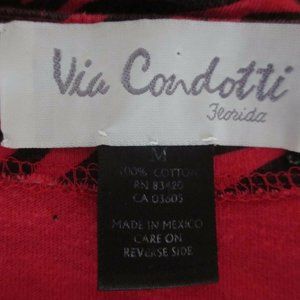 Via Condotti
Florida
M
100% COTTON
RN 83420
CA 03605
MADE IN MEXICO
CARE ON
REVERSE SIDE